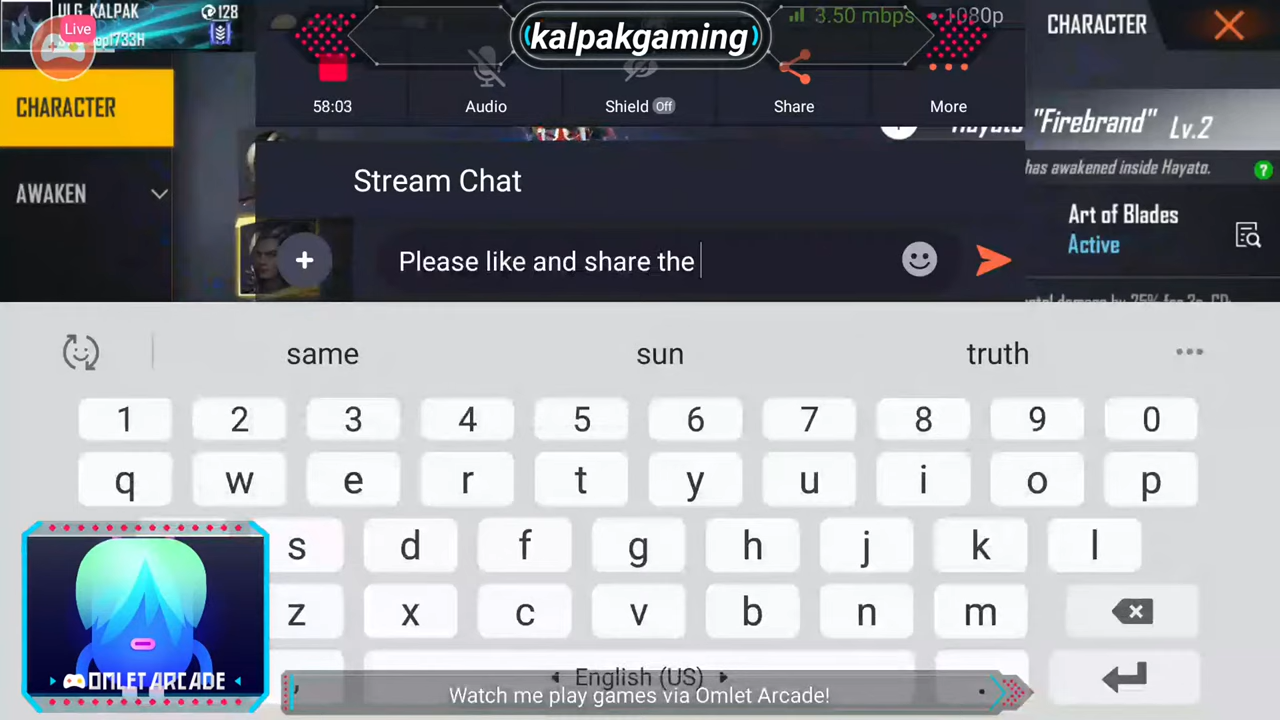 ULG KALPAK
128
Live
kalpakgaming
3.50 mbps
1080p
CHARACTER
CHARACTER
58:03
Audio
Shield Off
Share
More
Hayato "Firebrand" Lv.2
has awakened inside Hayato.
?
AWAKEN
Stream Chat
Art of Blades
Active
+
Please like and share the
same
sun
truth
1 2 3 4 5 6 7 8 9 0
q w e r t y u i o p
s d f g h j k l
z x c v b n m
OMLET ARCADE
, English (US) .
Watch me play games via Omlet Arcade!